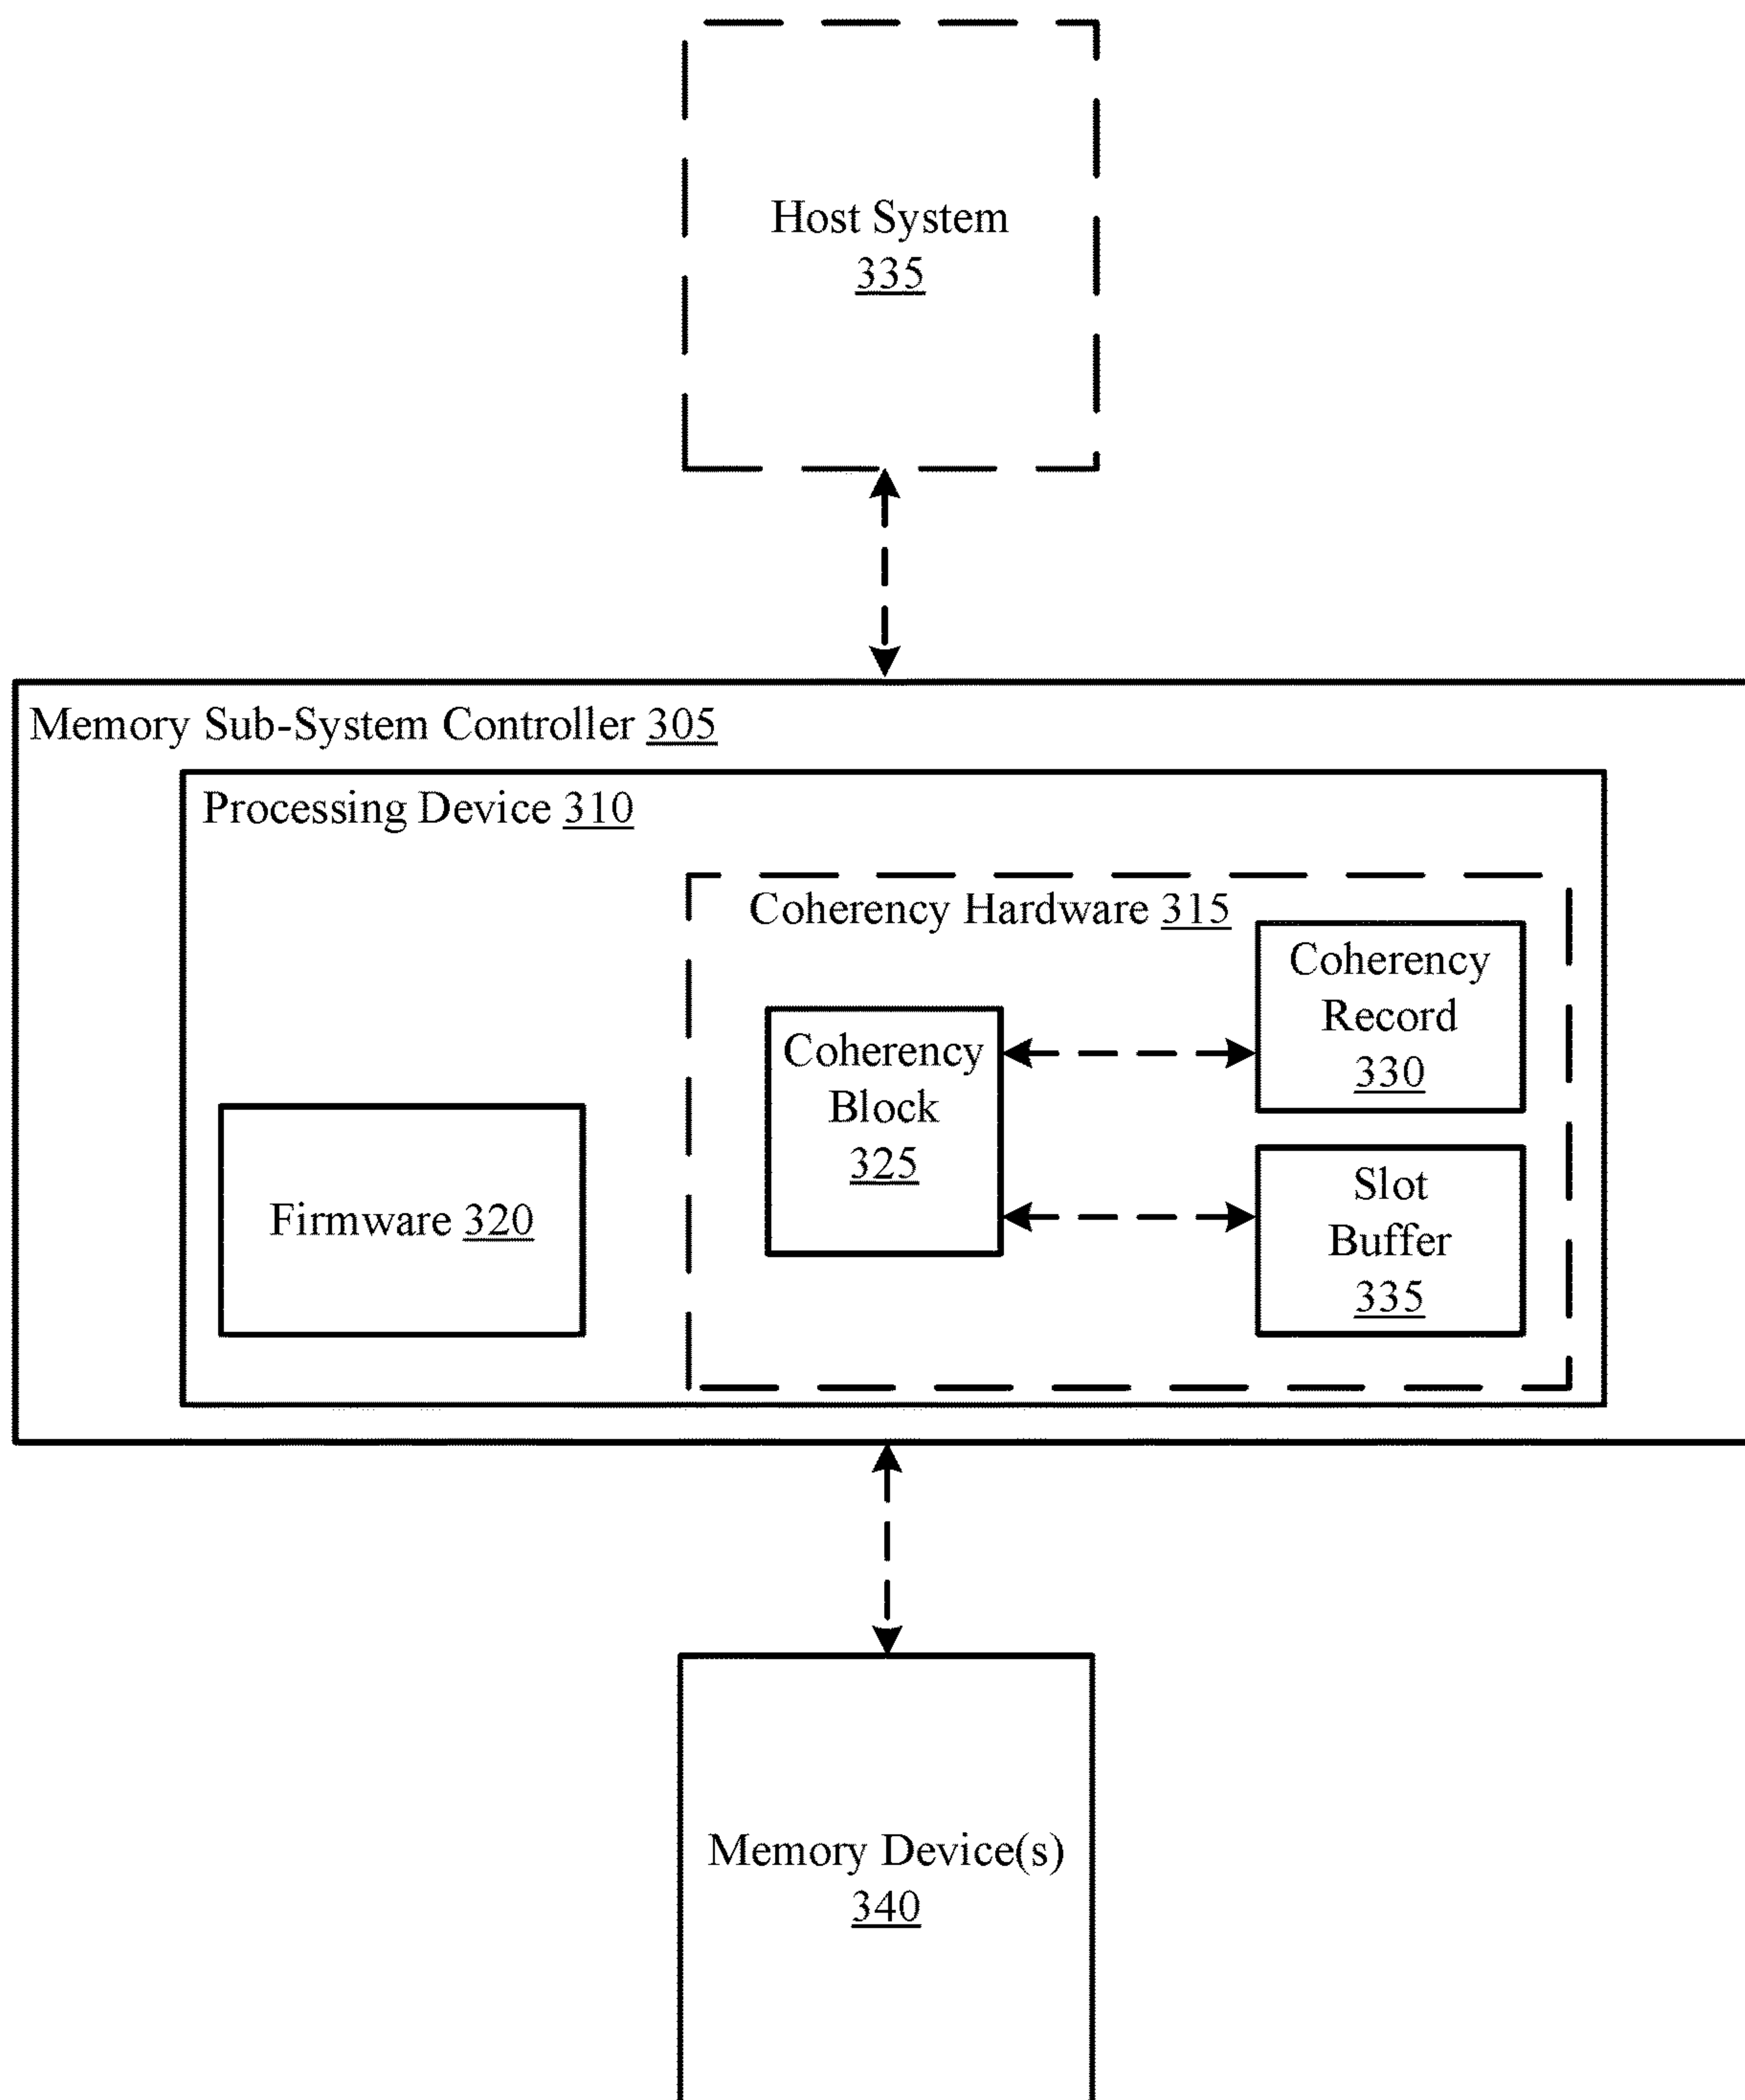 Host System
335
Memory Sub-System Controller 305
Processing Device 310
Coherency Hardware 315
Coherency
Record
330
Coherency
Block
325
Slot
Buffer
335
Firmware 320
Memory Device(s)
340